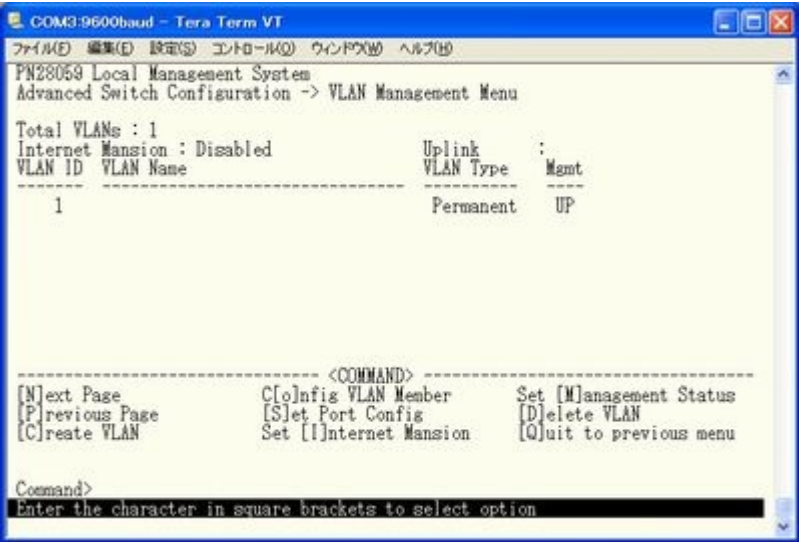 COM3:9600baud - Tera Term VT
ファイル(F) 編集(E) 設定(S) コントロール(O) ウィンドウ(W) ヘルプ(H)
PN28059 Local Management System
Advanced Switch Configuration -> VLAN Management Menu
Total VLANs : 1
Internet Mansion : Disabled Uplink :
VLAN ID VLAN Name VLAN Type Mgmt
------- -------------------------------- ---------- ----
1 Permanent UP
-------------------------------- <COMMAND> -----------------------------------
[N]ext Page C[o]nfig VLAN Member Set [M]anagement Status
[P]revious Page [S]et Port Config [D]elete VLAN
[C]reate VLAN Set [I]nternet Mansion [Q]uit to previous menu
Command>
Enter the character in square brackets to select option